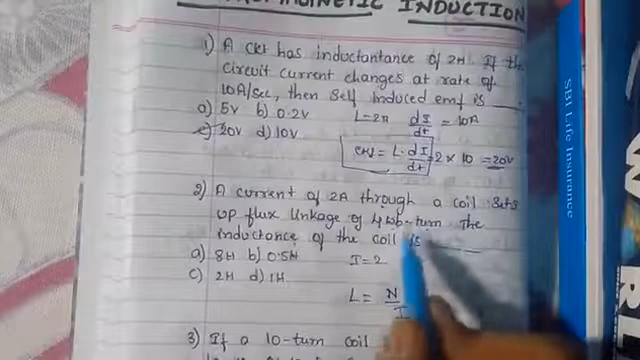 INDUCTION
1) A ckt has inductantance of 2H. If the
circuit current changes at rate of
10A/sec, then self induced emf is ___
a) 5V b) 0.2V L=2H dI/dt = 10A
c) 20V d) 10V
emf = L·dI/dt = 2 × 10 = 20V
2) A current of 2A through a coil sets
up flux linkage of 4 wb-turn. The
inductance of the coil is ___
a) 8H b) 0.5H I=2
c) 2H d) 1H
L = N/I
3) If a 10-turn coil
SBI Life Insurance